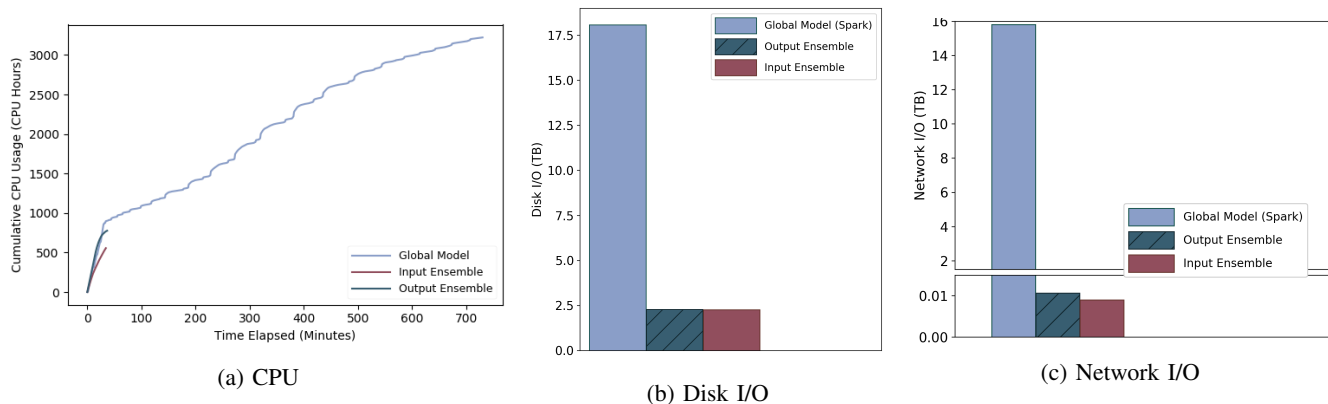 Cumulative CPU Usage (CPU Hours)
3000
2500
2000
1500
1000
500
0
0 100 200 300 400 500 600 700
Time Elapsed (Minutes)
Global Model
Input Ensemble
Output Ensemble
(a) CPU
Disk I/O (TB)
17.5
15.0
12.5
10.0
7.5
5.0
2.5
0.0
Global Model (Spark)
Output Ensemble
Input Ensemble
(b) Disk I/O
Network I/O (TB)
16
14
12
10
8
6
4
2
0.01
0.00
Global Model (Spark)
Output Ensemble
Input Ensemble
(c) Network I/O